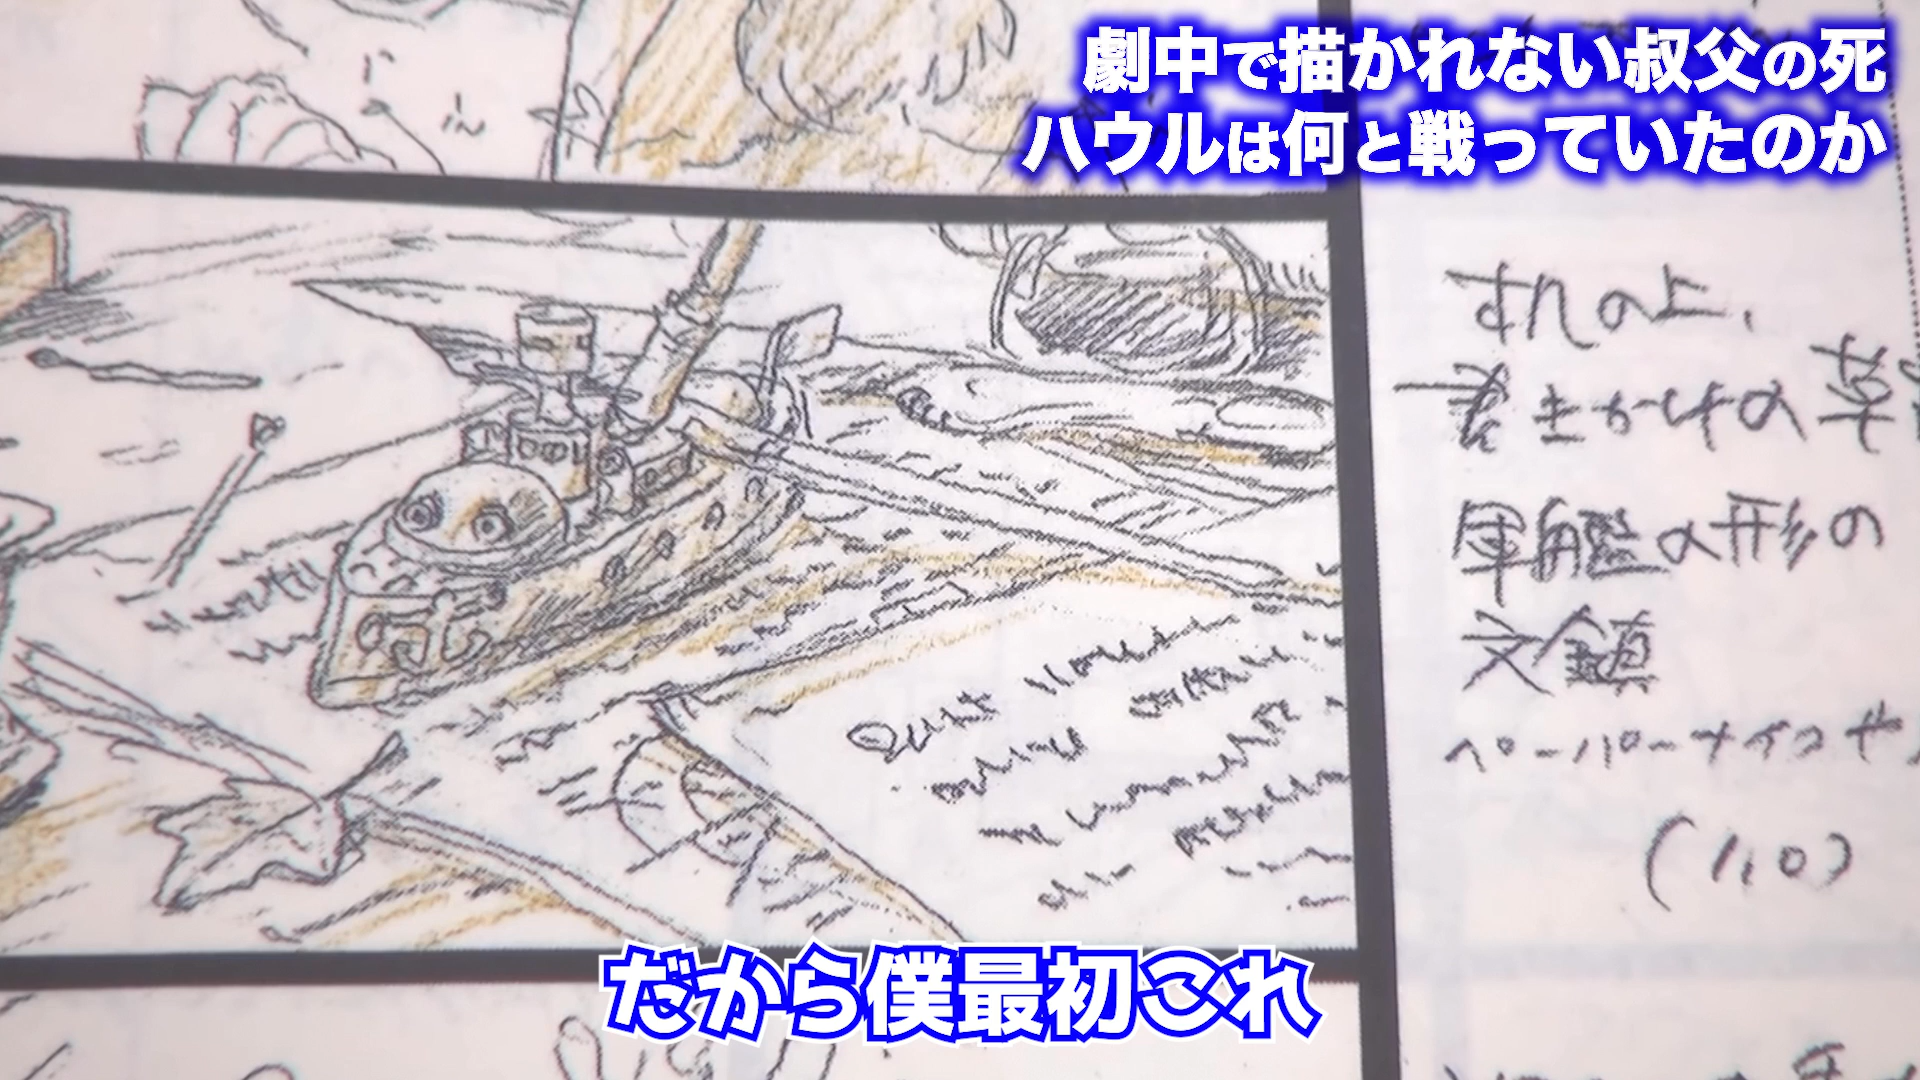 劇中で描かれない叔父の死
ハウルは何と戦っていたのか
机の上、
書きかけの草
軍艦の形の
文鎮
ペーパーナイフや
(1,0)
だから僕最初これ